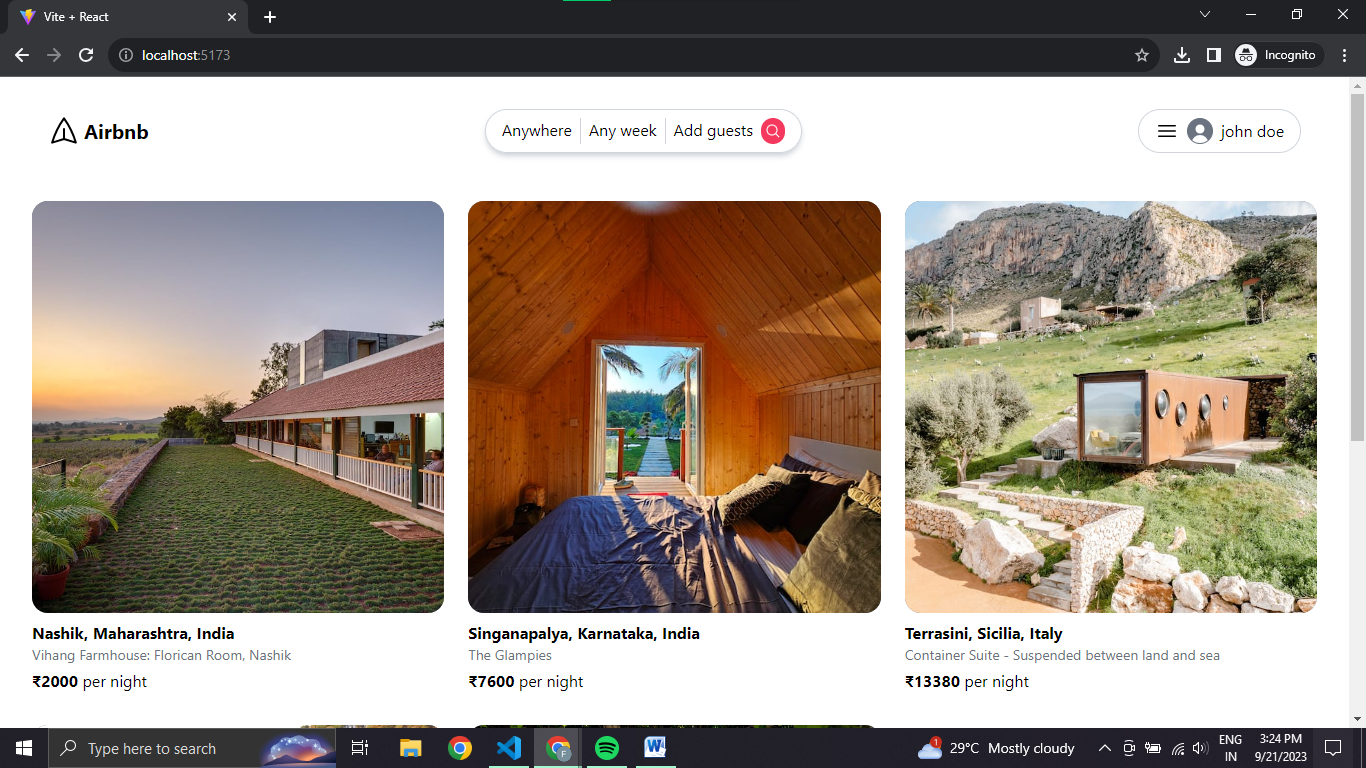 Vite + React
localhost:5173
Incognito
Airbnb
Anywhere Any week Add guests
john doe
Nashik, Maharashtra, India
Vihang Farmhouse: Florican Room, Nashik
₹2000 per night
Singanapalya, Karnataka, India
The Glampies
₹7600 per night
Terrasini, Sicilia, Italy
Container Suite - Suspended between land and sea
₹13380 per night
Type here to search
F
W
1
29°C Mostly cloudy
ENG
IN
3:24 PM
9/21/2023